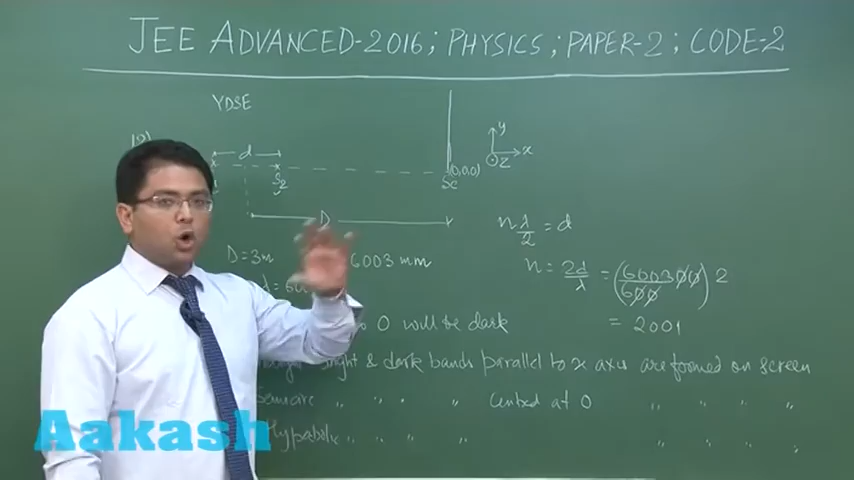 JEE ADVANCED-2016; PHYSICS; PAPER-2; CODE-2
YDSE
d
y
x
z
S2
(0,0,0)
Sc
D
nλ/2 = d
D=3m
6003 mm
n = 2d/λ = (600300/600) 2
= 2001
O will be dark
bright & dark bands parallel to x axis are formed on screen
centred at O " " " "
" " " "
Aakash